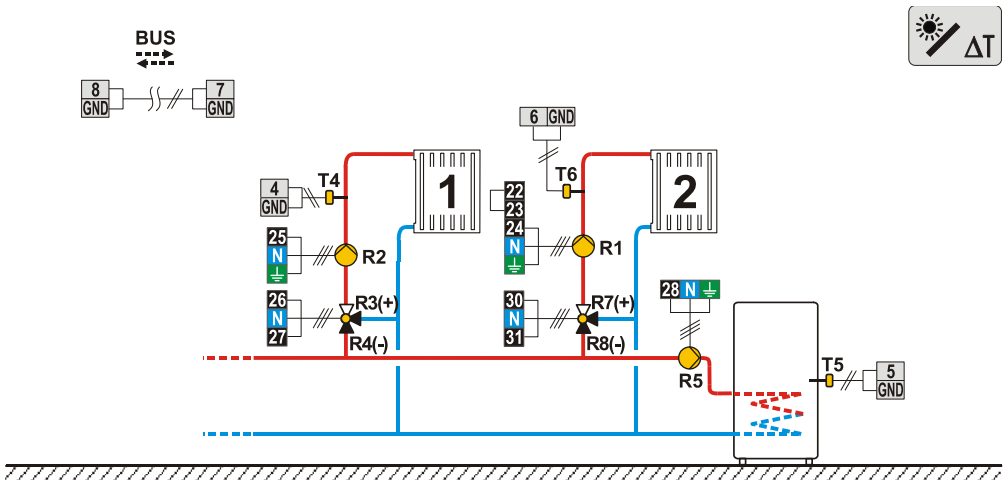 BUS
8
GND
7
GND
ΔT
6 GND
T4
4
GND
1
T6
2
22
23
24
N
25
N
R2
R1
26
N
27
R3(+)
R4(-)
30
N
31
R7(+)
R8(-)
28 N
R5
T5
5
GND